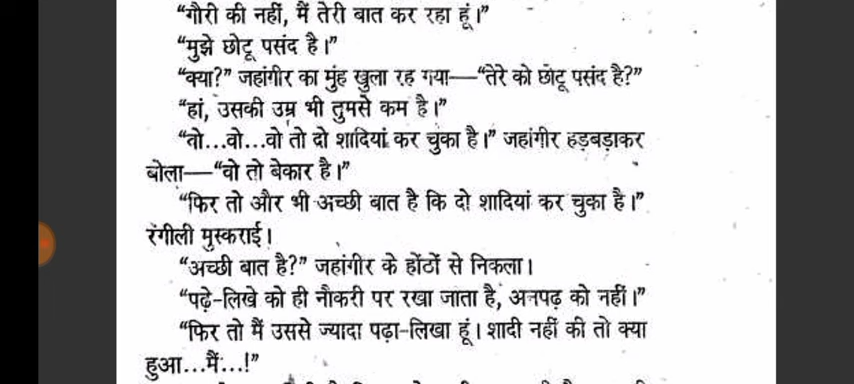 “गौरी की नहीं, मैं तेरी बात कर रहा हूं।”
“मुझे छोटू पसंद है।”
“क्या?” जहांगीर का मुंह खुला रह गया—“तेरे को छोटू पसंद है?”
“हां, उसकी उम्र भी तुमसे कम है।”
“वो...वो...वो तो दो शादियां कर चुका है।” जहांगीर हड़बड़ाकर
बोला—“वो तो बेकार है।”
“फिर तो और भी अच्छी बात है कि दो शादियां कर चुका है।”
रंगीली मुस्कराई।
“अच्छी बात है?” जहांगीर के होंठों से निकला।
“पढ़े-लिखे को ही नौकरी पर रखा जाता है, अनपढ़ को नहीं।”
“फिर तो मैं उससे ज्यादा पढ़ा-लिखा हूं। शादी नहीं की तो क्या
हुआ...मैं...!”